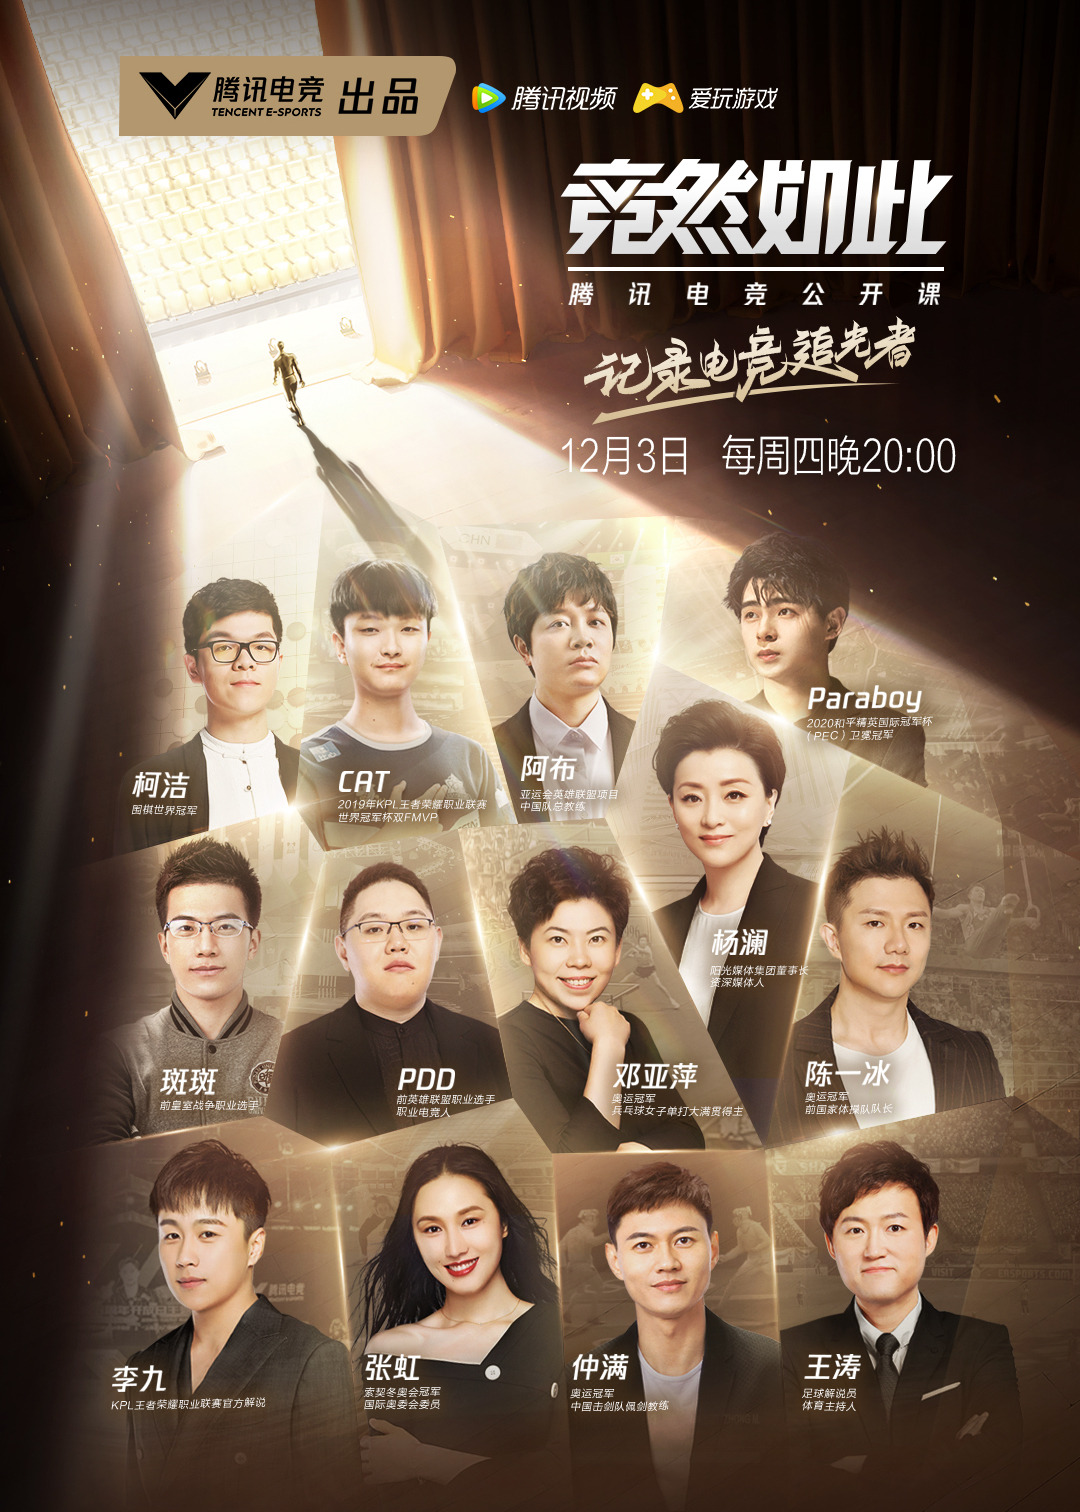 腾讯电竞 出品
TENCENT E-SPORTS
腾讯视频 爱玩游戏
竞然如此
腾讯电竞公开课
记录电竞追光者
12月3日 每周四晚20:00
柯洁
围棋世界冠军
CAT
2019年KPL王者荣耀职业联赛
世界冠军杯双FMVP
阿布
亚运会英雄联盟项目
中国队总教练
Paraboy
2020和平精英国际冠军杯
(PEC)卫冕冠军
斑斑
前皇室战争职业选手
PDD
前英雄联盟职业选手
职业电竞人
邓亚萍
奥运冠军
乒乓球女子单打大满贯得主
杨澜
阳光媒体集团董事长
资深媒体人
陈一冰
奥运冠军
前国家体操队队长
李九
KPL王者荣耀职业联赛官方解说
张虹
索契冬奥会冠军
国际奥委会委员
仲满
奥运冠军
中国击剑队佩剑教练
王涛
足球解说员
体育主持人